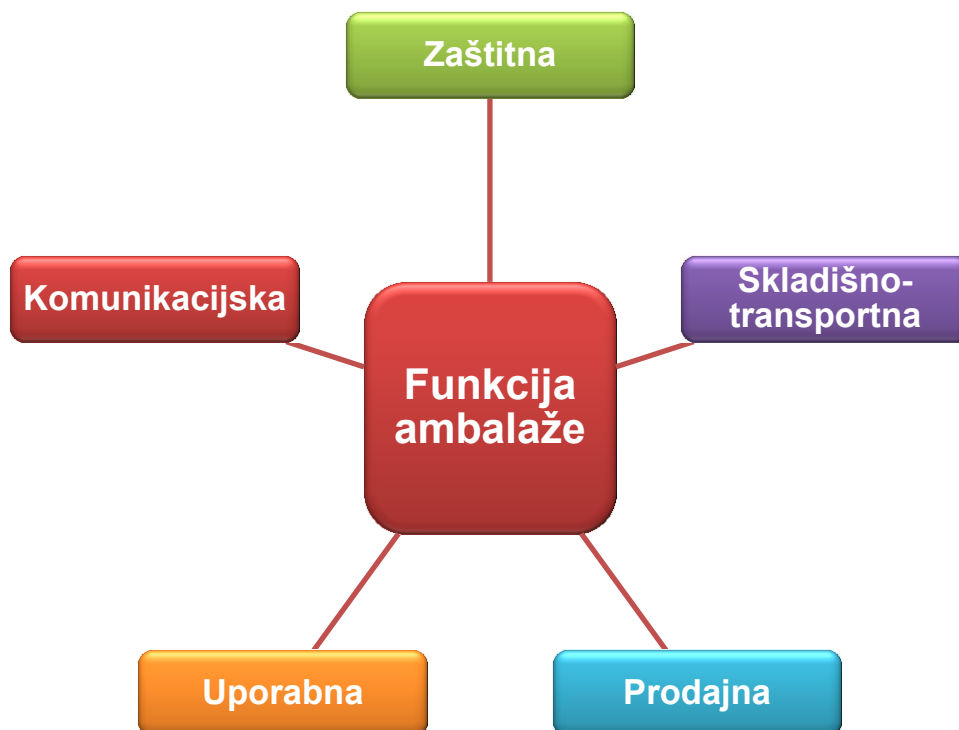 Zaštitna
Komunikacijska
Skladišno-
transportna
Funkcija
ambalaže
Uporabna
Prodajna